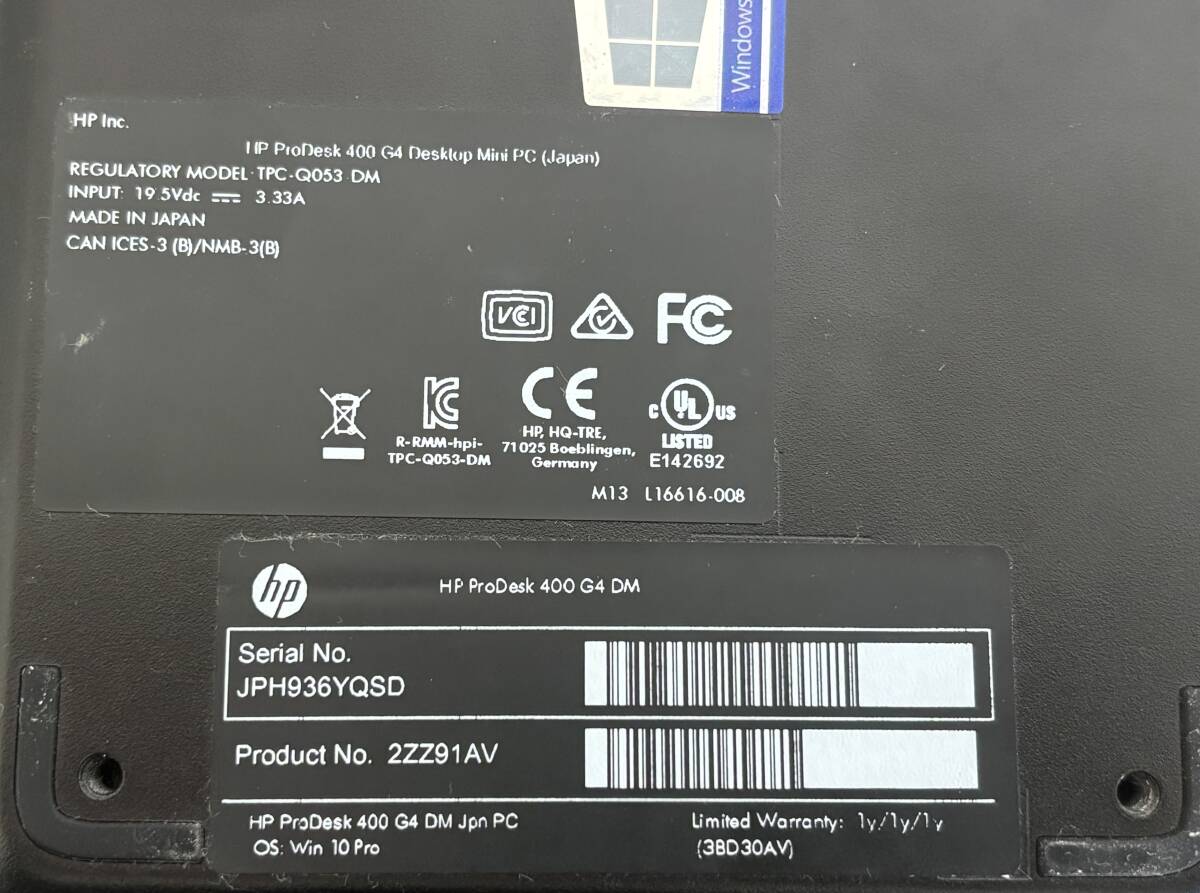 Windows
HP Inc.
HP ProDesk 400 G4 Desktop Mini PC (Japan)
REGULATORY MODEL: TPC-Q053-DM
INPUT: 19.5Vdc 3.33A
MADE IN JAPAN
CAN ICES-3 (B)/NMB-3(B)
VCI
FC
CE
C UL US
LISTED
E142692
R-RMM-hpi-
TPC-Q053-DM
HP, HQ-TRE,
71025 Boeblingen,
Germany
M13 L16616-008
hp
HP ProDesk 400 G4 DM
Serial No.
JPH936YQSD
Product No. 2ZZ91AV
HP ProDesk 400 G4 DM Jpn PC
OS: Win 10 Pro
Limited Warranty: 1y/1y/1y
(3BD30AV)